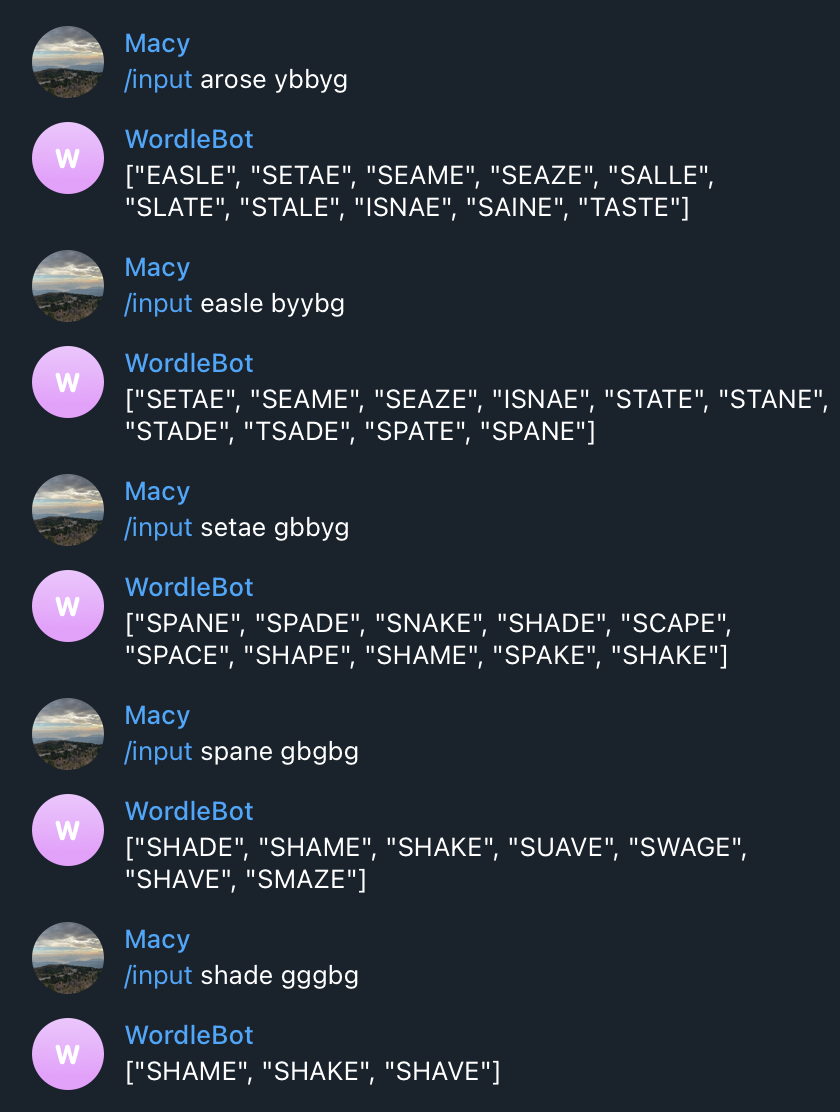 Macy
/input arose ybbyg
W
WordleBot
["EASLE", "SETAE", "SEAME", "SEAZE", "SALLE",
"SLATE", "STALE", "ISNAE", "SAINE", "TASTE"]
Macy
/input easle byybg
W
WordleBot
["SETAE", "SEAME", "SEAZE", "ISNAE", "STATE", "STANE",
"STADE", "TSADE", "SPATE", "SPANE"]
Macy
/input setae gbbyg
W
WordleBot
["SPANE", "SPADE", "SNAKE", "SHADE", "SCAPE",
"SPACE", "SHAPE", "SHAME", "SPAKE", "SHAKE"]
Macy
/input spane gbgbg
W
WordleBot
["SHADE", "SHAME", "SHAKE", "SUAVE", "SWAGE",
"SHAVE", "SMAZE"]
Macy
/input shade gggbg
W
WordleBot
["SHAME", "SHAKE", "SHAVE"]